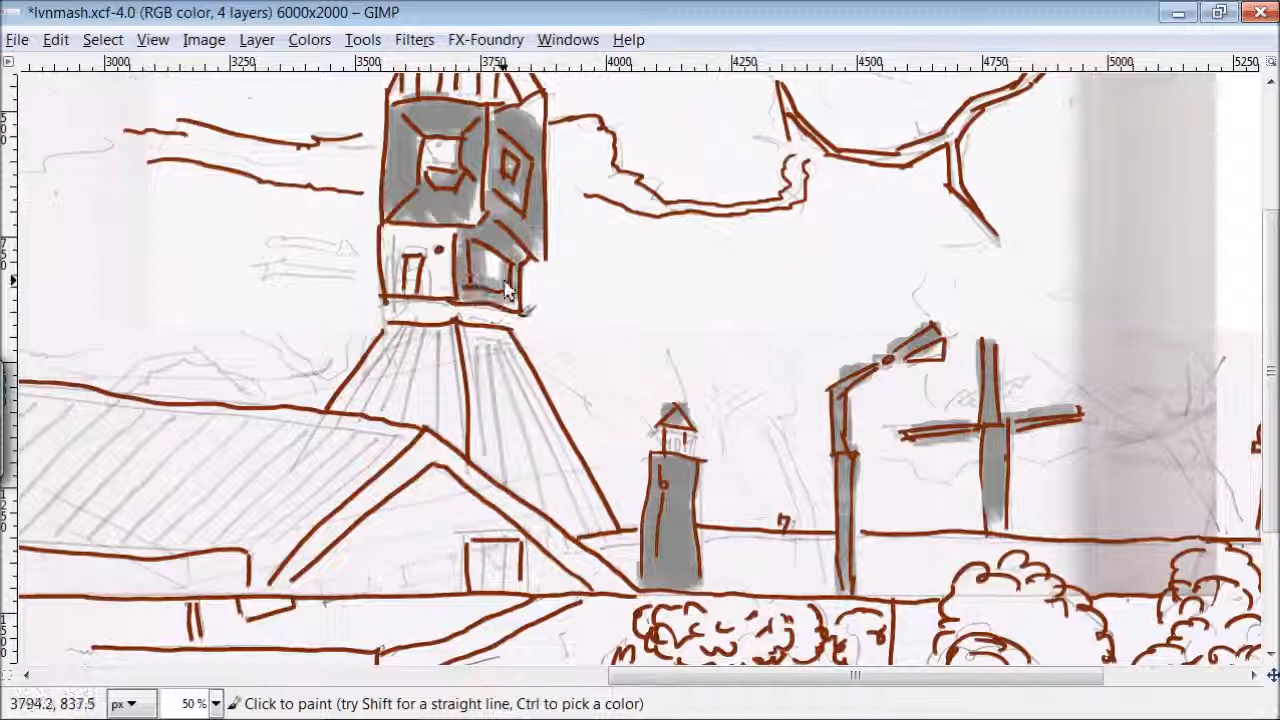 *lvnmash.xcf-4.0 (RGB color, 4 layers) 6000x2000 – GIMP
File Edit Select View Image Layer Colors Tools Filters FX-Foundry Windows Help
3000 3250 3500 3750 4000 4250 4500 4750 5000 5250
6
7
3794.2, 837.5 px 50 % Click to paint (try Shift for a straight line, Ctrl to pick a color)